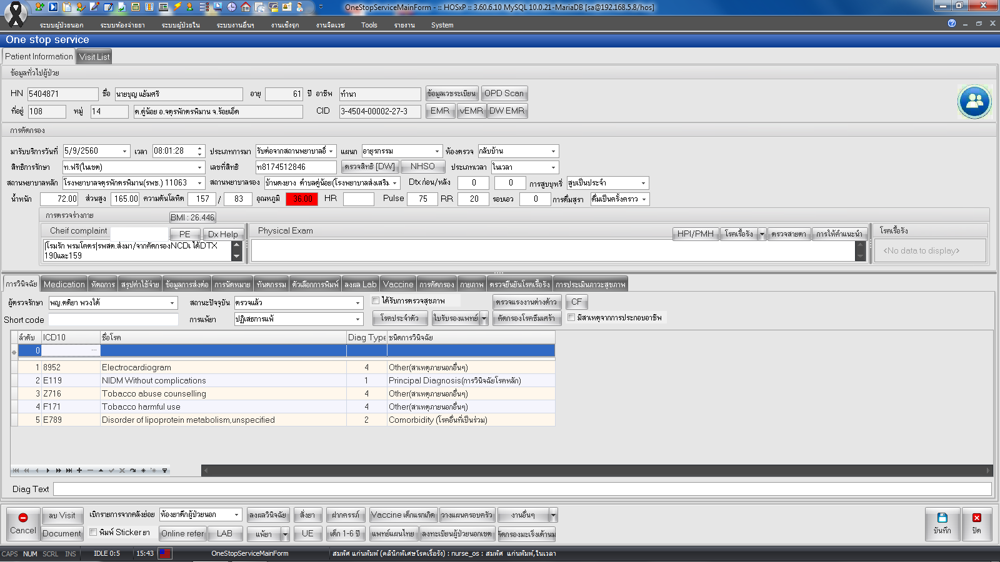 OneStopServiceMainForm - :: HOSxP :: 3.60.6.10 MySQL 10.0.21-MariaDB [sa@192.168.5.8/hos]
ระบบผู้ป่วยนอก ระบบห้องจ่ายยา ระบบผู้ป่วยใน ระบบงานอื่นๆ งานเชิงรุก งานจิตเวช Tools รายงาน System
One stop service
Patient Information Visit List
ข้อมูลทั่วไปผู้ป่วย
HN 5404871 ชื่อ นายบุญ แย้มศรี อายุ 61 ปี อาชีพ ทำนา ข้อมูลเวชระเบียน OPD Scan
ที่อยู่ 108 หมู่ 14 ต.ดู่น้อย อ.จตุรพักตรพิมาน จ.ร้อยเอ็ด CID 3-4504-00002-27-3 EMR vEMR DW EMR
การคัดกรอง
มารับบริการวันที่ 5/9/2560 เวลา 08:01:28 ประเภทการมา รับต่อจากสถานพยาบาลอื่ แผนก อายุรกรรม ห้องตรวจ กลับบ้าน
สิทธิการรักษา ท.ฟรี(ในเขต) เลขที่สิทธิ ท8174512846 ตรวจสิทธิ [DW] NHSO ประเภทเวลา ในเวลา
สถานพยาบาลหลัก โรงพยาบาลจตุรพักตรพิมาน(รพช.) 11063 สถานพยาบาลรอง บ้านดงยาง ตำบลดู่น้อย(โรงพยาบาลส่งเสริม Dtx ก่อน/หลัง 0 0 การสูบบุหรี่ สูบเป็นประจำ
น้ำหนัก 72.00 ส่วนสูง 165.00 ความดันโลหิต 157 / 83 อุณหภูมิ 36.00 HR Pulse 75 RR 20 รอบเอว 0 การดื่มสุรา ดื่มเป็นครั้งคราว
การตรวจร่างกาย BMI : 26.446
Cheif complaint PE Dx Help Physical Exam HPI/PMH โรคเรื้อรัง ตรวจสายตา การให้คำแนะนำ โรคเรื้อรัง
|โรมรัก พรมโคตร|รพสต.ส่งมา/จากคัดกรองNCDเ ได้DTX
190และ159
<No data to display>
การวินิจฉัย Medication หัตถการ สรุปค่าใช้จ่าย ข้อมูลการส่งต่อ การนัดหมาย ทันตกรรม ตัวเลือกการพิมพ์ ลงผล Lab Vaccine การคัดกรอง กายภาพ ตรวจยืนยันโรคเรื้อรัง การประเมินภาวะสุขภาพ
ผู้ตรวจรักษา พญ.ศติยา พวงใต้ สถานะปัจจุบัน ตรวจแล้ว ได้รับการตรวจสุขภาพ ตรวจแรงงานต่างด้าว CF
Short code การแพ้ยา ปฏิเสธการแพ้ โรคประจำตัว ใบรับรองแพทย์ คัดกรองโรคซึมเศร้า มีสาเหตุจากการประกอบอาชีพ
ลำดับ ICD10 ชื่อโรค Diag Type ชนิดการวินิจฉัย
0
1 8952 Electrocardiogram 4 Other(สาเหตุภายนอกอื่นๆ)
2 E119 NIDM Without complications 1 Principal Diagnosis(การวินิจฉัยโรคหลัก)
3 Z716 Tobacco abuse counselling 4 Other(สาเหตุภายนอกอื่นๆ)
4 F171 Tobacco harmful use 4 Other(สาเหตุภายนอกอื่นๆ)
5 E789 Disorder of lipoprotein metabolism,unspecified 2 Comorbidity (โรคอื่นที่เป็นร่วม)
Diag Text
Cancel ลบ Visit เบิกรายการจากคลังย่อย ห้องยาตึกผู้ป่วยนอก ลงผลวินิจฉัย สั่งยา ฝากครรภ์ Vaccine เด็กแรกเกิด วางแผนครอบครัว งานอื่นๆ บันทึก ปิด
Document พิมพ์ Sticker ยา Online refer LAB แพ้ยา UE เด็ก 1-6 ปี แพทย์แผนไทย ลงทะเบียนผู้ป่วยนอกเขต คัดกรองมะเร็งเต้านม
CAPS NUM SCRL INS IDLE 0:5 15:43 OneStopServiceMainForm สมพิศ แก่นพิมพ์ (คลินิกพิเศษโรคเรื้อรัง) : nurse_os : สมพิศ แก่นพิมพ์,ในเวลา